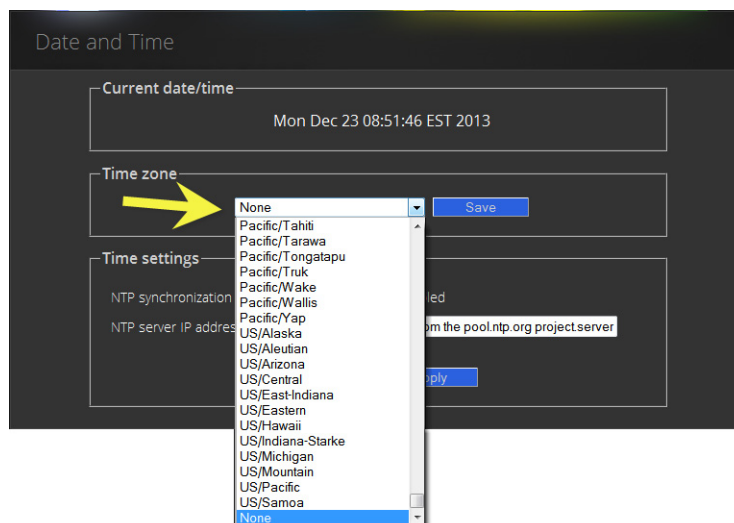 Date and Time
Current date/time
Mon Dec 23 08:51:46 EST 2013
Time zone
None
Save
Pacific/Tahiti
Pacific/Tarawa
Pacific/Tongatapu
Pacific/Truk
Pacific/Wake
Pacific/Wallis
Pacific/Yap
US/Alaska
US/Aleutian
US/Arizona
US/Central
US/East-Indiana
US/Eastern
US/Hawaii
US/Indiana-Starke
US/Michigan
US/Mountain
US/Pacific
US/Samoa
None
Time settings
NTP synchronization
NTP server IP addres
the pool.ntp.org project.server